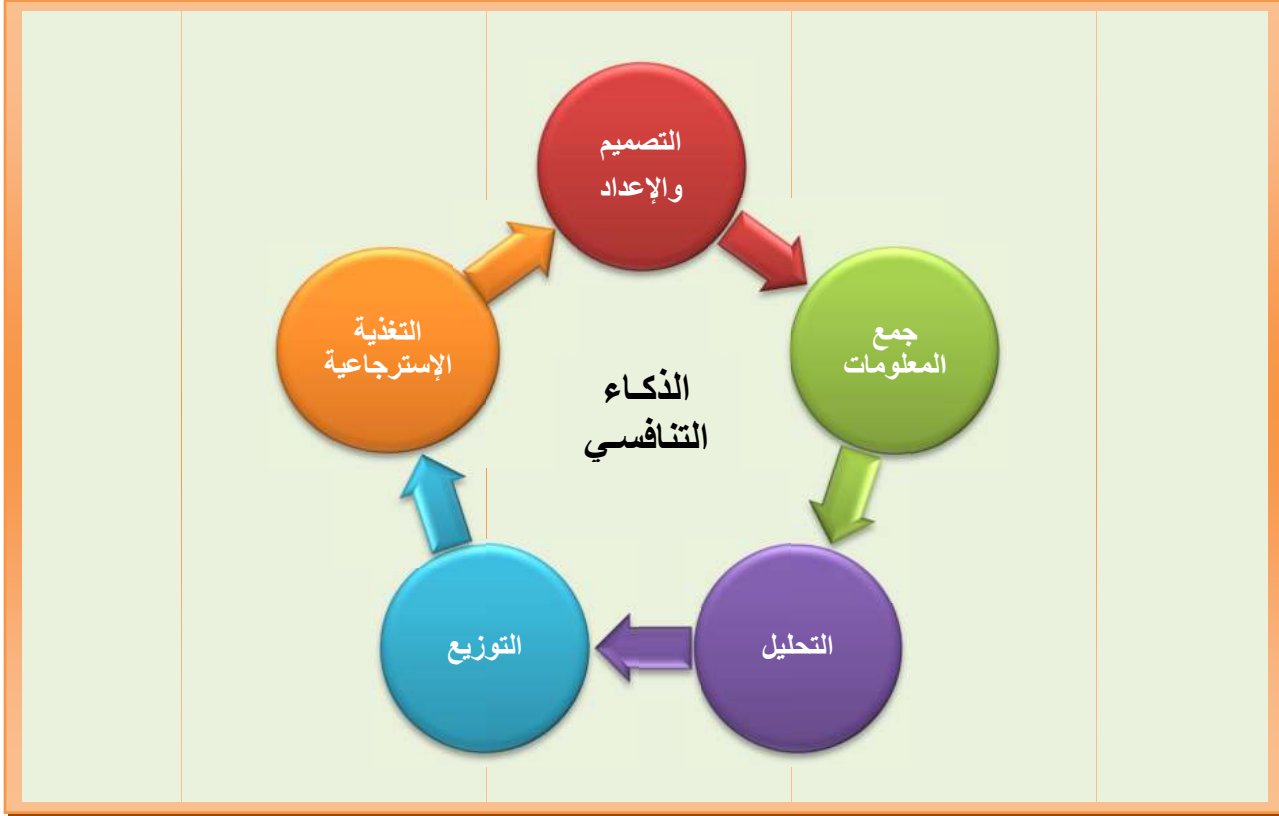 التصميم
والإعداد
جمع
المعلومات
التحليل
التوزيع
التغذية
الإسترجاعية
الذكـاء
التنافسـي